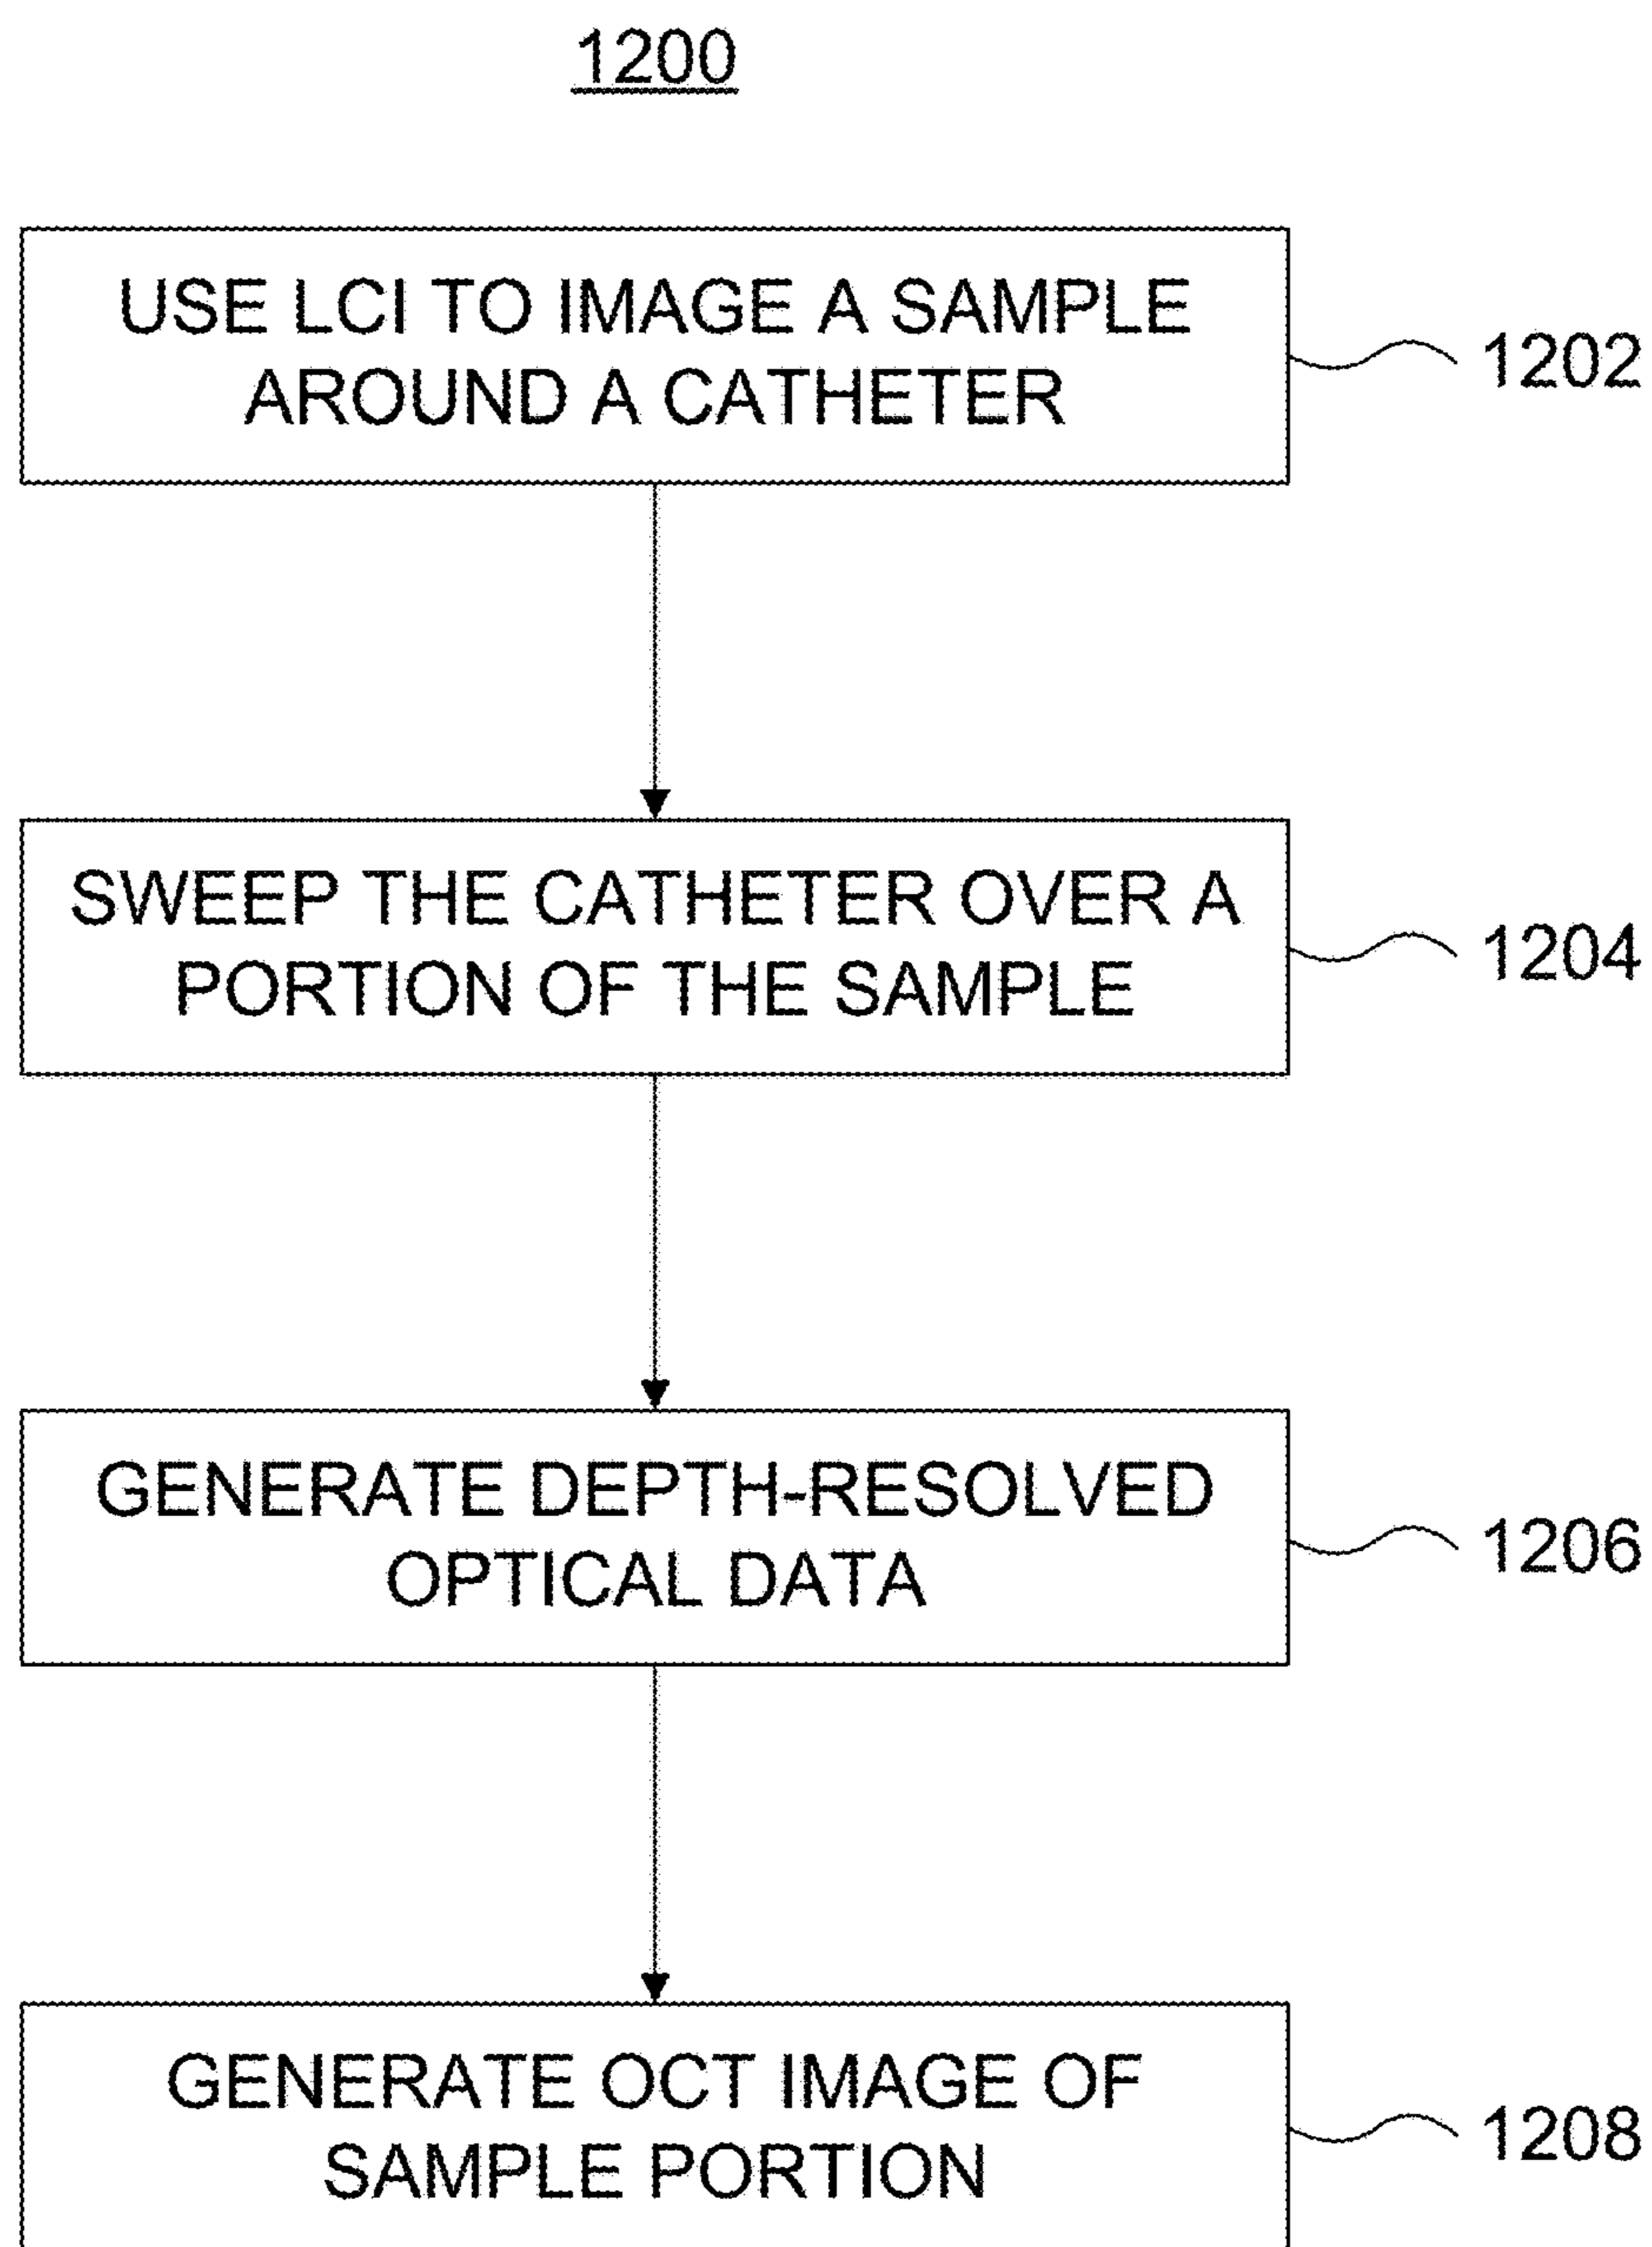 1200
USE LCI TO IMAGE A SAMPLE
AROUND A CATHETER
1202
SWEEP THE CATHETER OVER A
PORTION OF THE SAMPLE
1204
GENERATE DEPTH-RESOLVED
OPTICAL DATA
1206
GENERATE OCT IMAGE OF
SAMPLE PORTION
1208